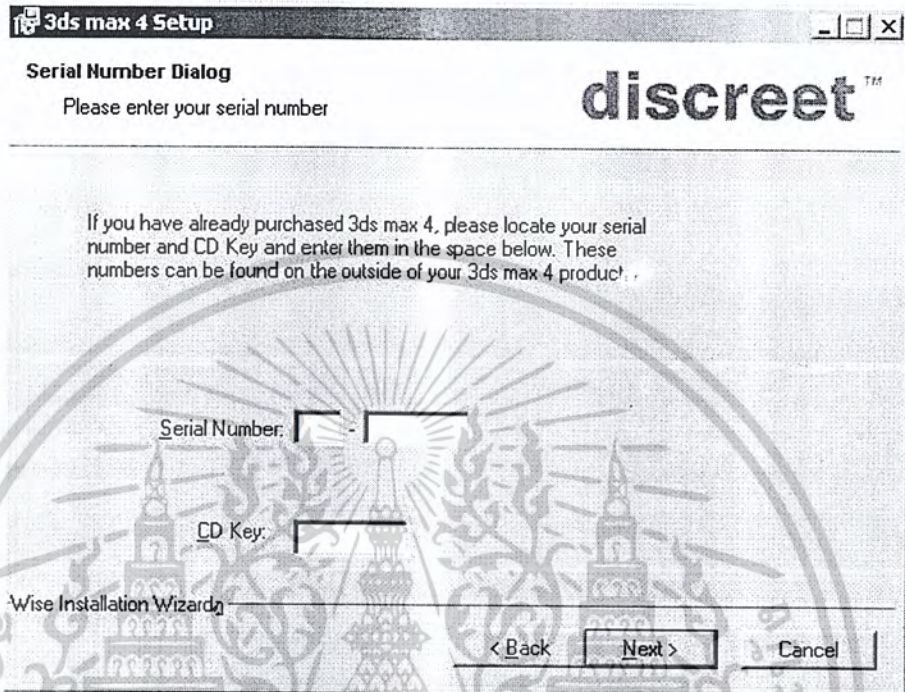 3ds max 4 Setup
Serial Number Dialog
Please enter your serial number
discreet™
If you have already purchased 3ds max 4, please locate your serial
number and CD Key and enter them in the space below. These
numbers can be found on the outside of your 3ds max 4 product
Serial Number: -
CD Key:
Wise Installation Wizard
< Back Next > Cancel